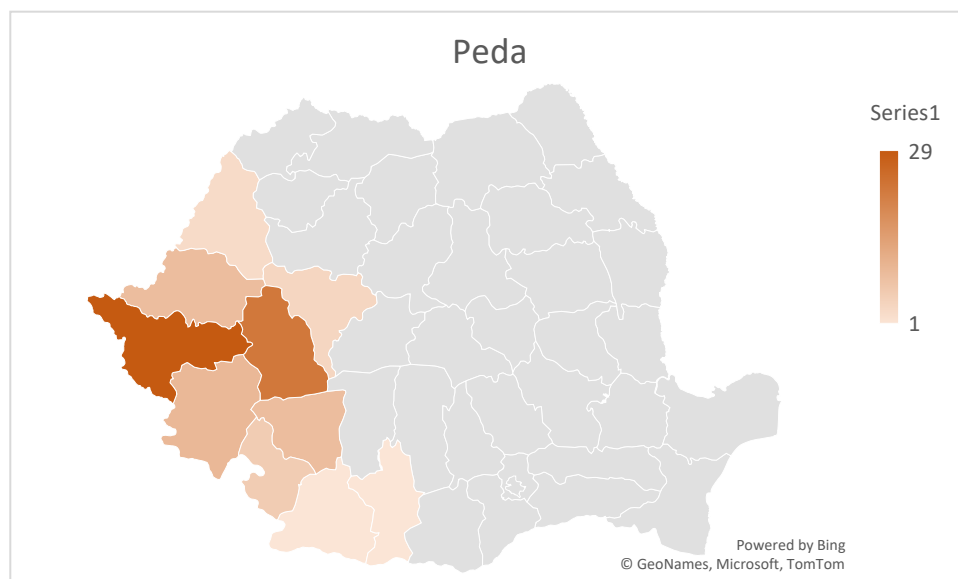 Peda
Series1
29
1
Powered by Bing
© GeoNames, Microsoft, TomTom